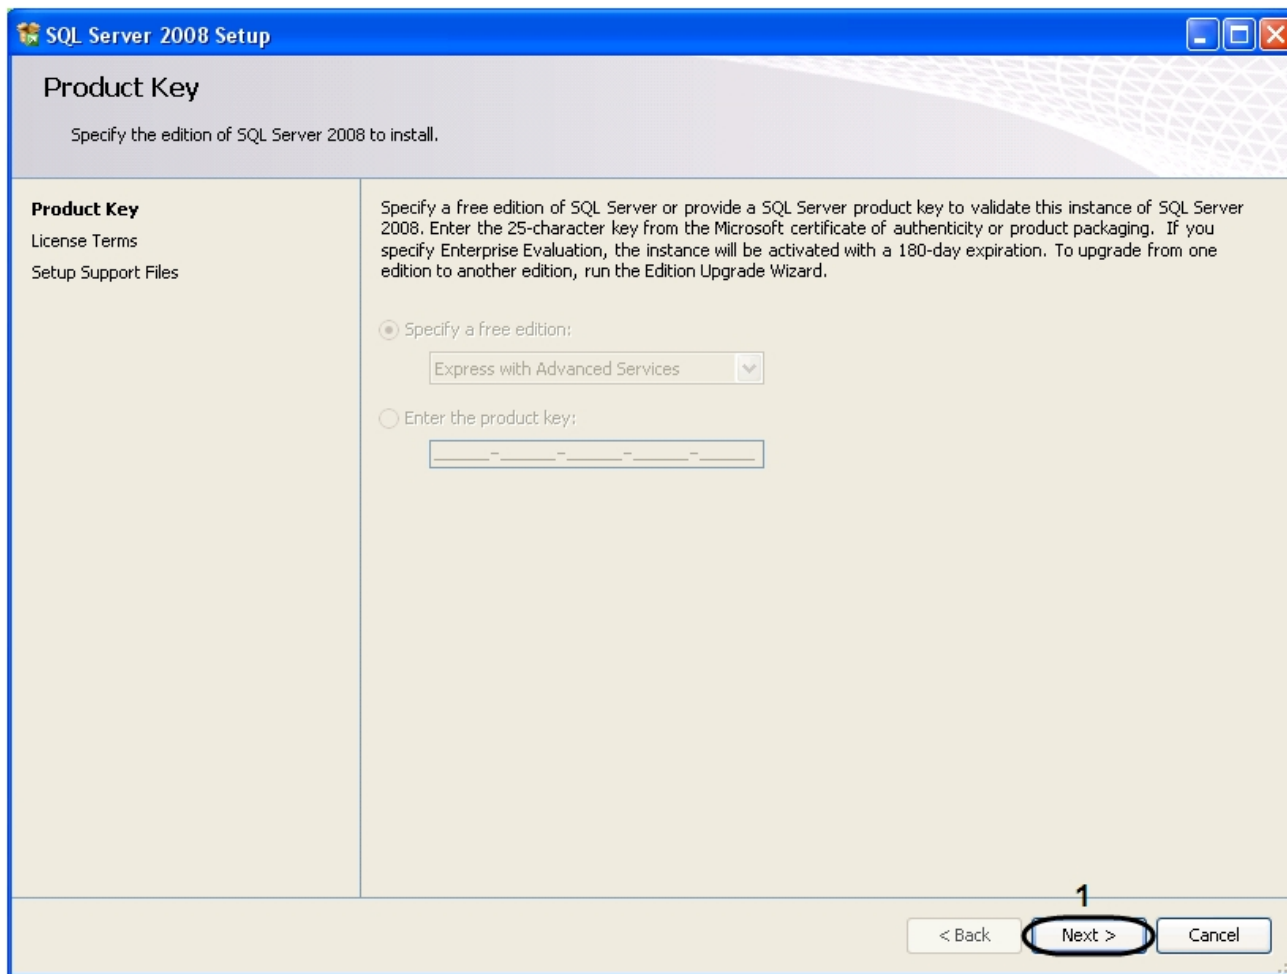 SQL Server 2008 Setup
Product Key
Specify the edition of SQL Server 2008 to install.
Product Key
License Terms
Setup Support Files
Specify a free edition of SQL Server or provide a SQL Server product key to validate this instance of SQL Server
2008. Enter the 25-character key from the Microsoft certificate of authenticity or product packaging.  If you
specify Enterprise Evaluation, the instance will be activated with a 180-day expiration. To upgrade from one
edition to another edition, run the Edition Upgrade Wizard.
Specify a free edition:
Express with Advanced Services
Enter the product key:
_____-_____-_____-_____-_____
1
< Back
Next >
Cancel